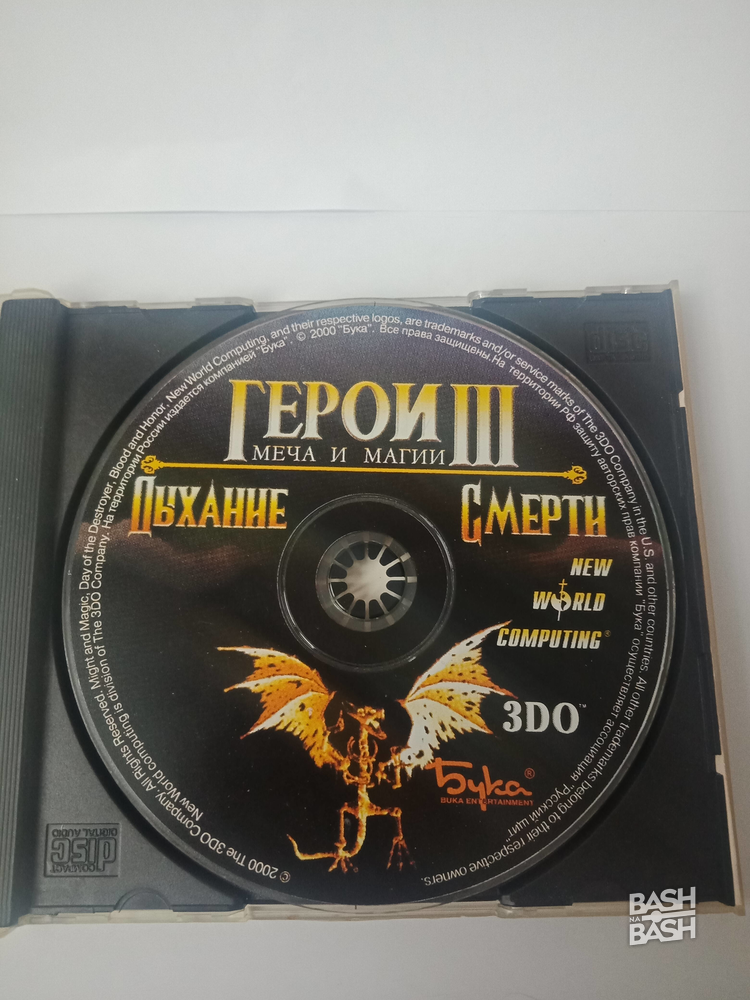 © 2000 The 3DO Company. All Rights Reserved. Might and Magic, Day of the Destroyer, Blood and Honor, New World Computing, and their respective logos, are trademarks and/or service marks of The 3DO Company in the U.S. and other countries. All other trademarks belong to their respective owners.
New World computing is division of The 3DO Company. На территории России издается компанией "Бука". © 2000 "Бука". Все права защищены. На территории РФ защиту авторских прав компании "Бука" осуществляет ассоциация "Русский щит".
ГЕРОИ III
МЕЧА И МАГИИ
ДЫХАНИЕ СМЕРТИ
NEW
WORLD
COMPUTING®
3DO™
Бука®
BUKA ENTERTAINMENT
COMPACT
disc
DIGITAL AUDIO
BASH
NA
BASH